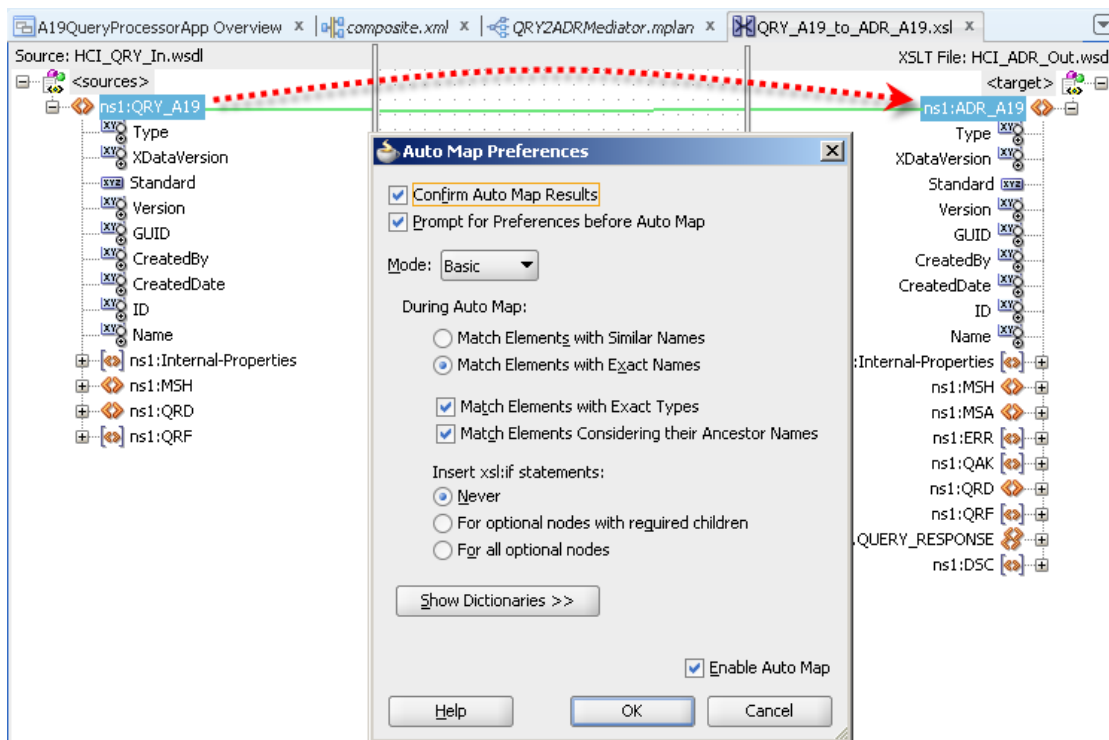 A19QueryProcessorApp Overview x composite.xml x QRY2ADRMediator.mplan x QRY_A19_to_ADR_A19.xsl x
Source: HCI_QRY_In.wsdl
XSLT File: HCI_ADR_Out.wsd
<sources>
<target>
ns1:QRY_A19
ns1:ADR_A19
Type
XDataVersion
Standard
Version
GUID
CreatedBy
CreatedDate
ID
Name
ns1:Internal-Properties
ns1:MSH
ns1:QRD
ns1:QRF
Auto Map Preferences
Confirm Auto Map Results
Prompt for Preferences before Auto Map
Mode: Basic
During Auto Map:
Match Elements with Similar Names
Match Elements with Exact Names
Match Elements with Exact Types
Match Elements Considering their Ancestor Names
Insert xsl:if statements:
Never
For optional nodes with required children
For all optional nodes
Show Dictionaries >>
Enable Auto Map
Help OK Cancel
Type
XDataVersion
Standard
Version
GUID
CreatedBy
CreatedDate
ID
Name
:Internal-Properties
ns1:MSH
ns1:MSA
ns1:ERR
ns1:QAK
ns1:QRD
ns1:QRF
.QUERY_RESPONSE
ns1:DSC